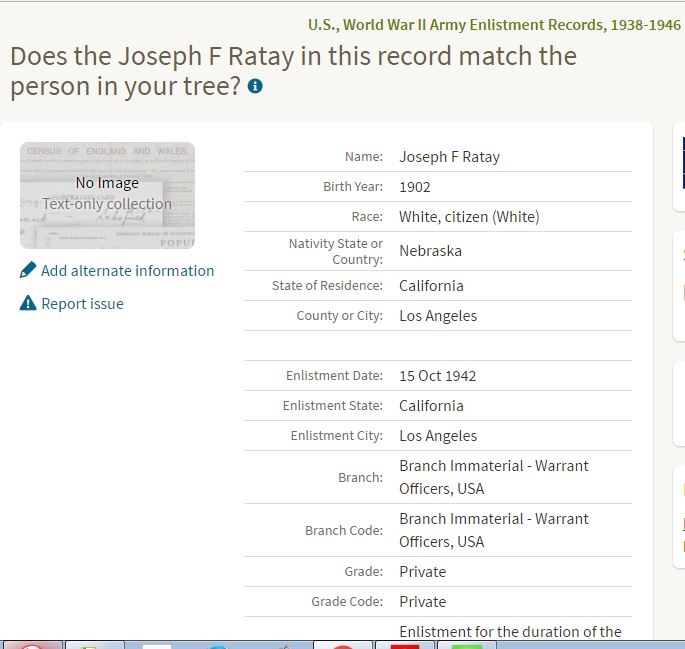 U.S., World War II Army Enlistment Records, 1938-1946
Does the Joseph F Ratay in this record match the
person in your tree?
CENSUS OF ENGLAND AND WALES,
No Image
Text-only collection
POPU
Add alternate information
Report issue
Name: Joseph F Ratay
Birth Year: 1902
Race: White, citizen (White)
Nativity State or
Country: Nebraska
State of Residence: California
County or City: Los Angeles
Enlistment Date: 15 Oct 1942
Enlistment State: California
Enlistment City: Los Angeles
Branch: Branch Immaterial - Warrant
Officers, USA
Branch Code: Branch Immaterial - Warrant
Officers, USA
Grade: Private
Grade Code: Private
Enlistment for the duration of the